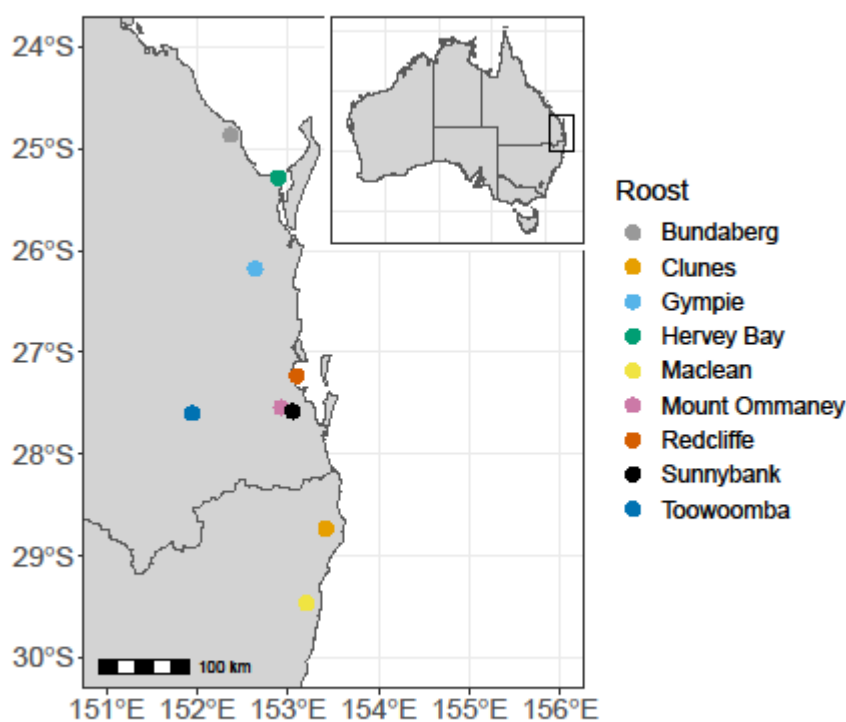 24°S
25°S
26°S
27°S
28°S
29°S
30°S
100 km
151°E 152°E 153°E 154°E 155°E 156°E
Roost
Bundaberg
Clunes
Gympie
Hervey Bay
Maclean
Mount Ommaney
Redcliffe
Sunnybank
Toowoomba